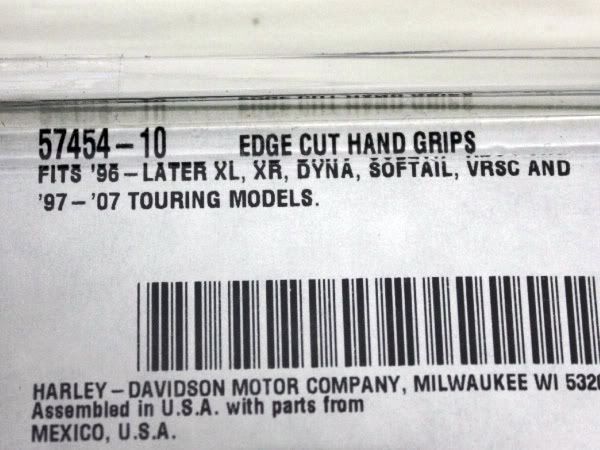 57454-10 EDGE CUT HAND GRIPS
FITS '96-LATER XL, XR, DYNA, SOFTAIL, VRSC AND
'97-'07 TOURING MODELS.
HARLEY-DAVIDSON MOTOR COMPANY, MILWAUKEE WI 5320
Assembled in U.S.A. with parts from
MEXICO, U.S.A.